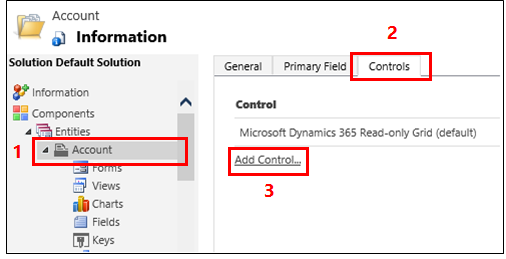 Account
Information
Solution Default Solution
Information
Components
Entities
1
Account
Forms
Views
Charts
Fields
Keys
2
General
Primary Field
Controls
Control
Microsoft Dynamics 365 Read-only Grid (default)
Add Control...
3